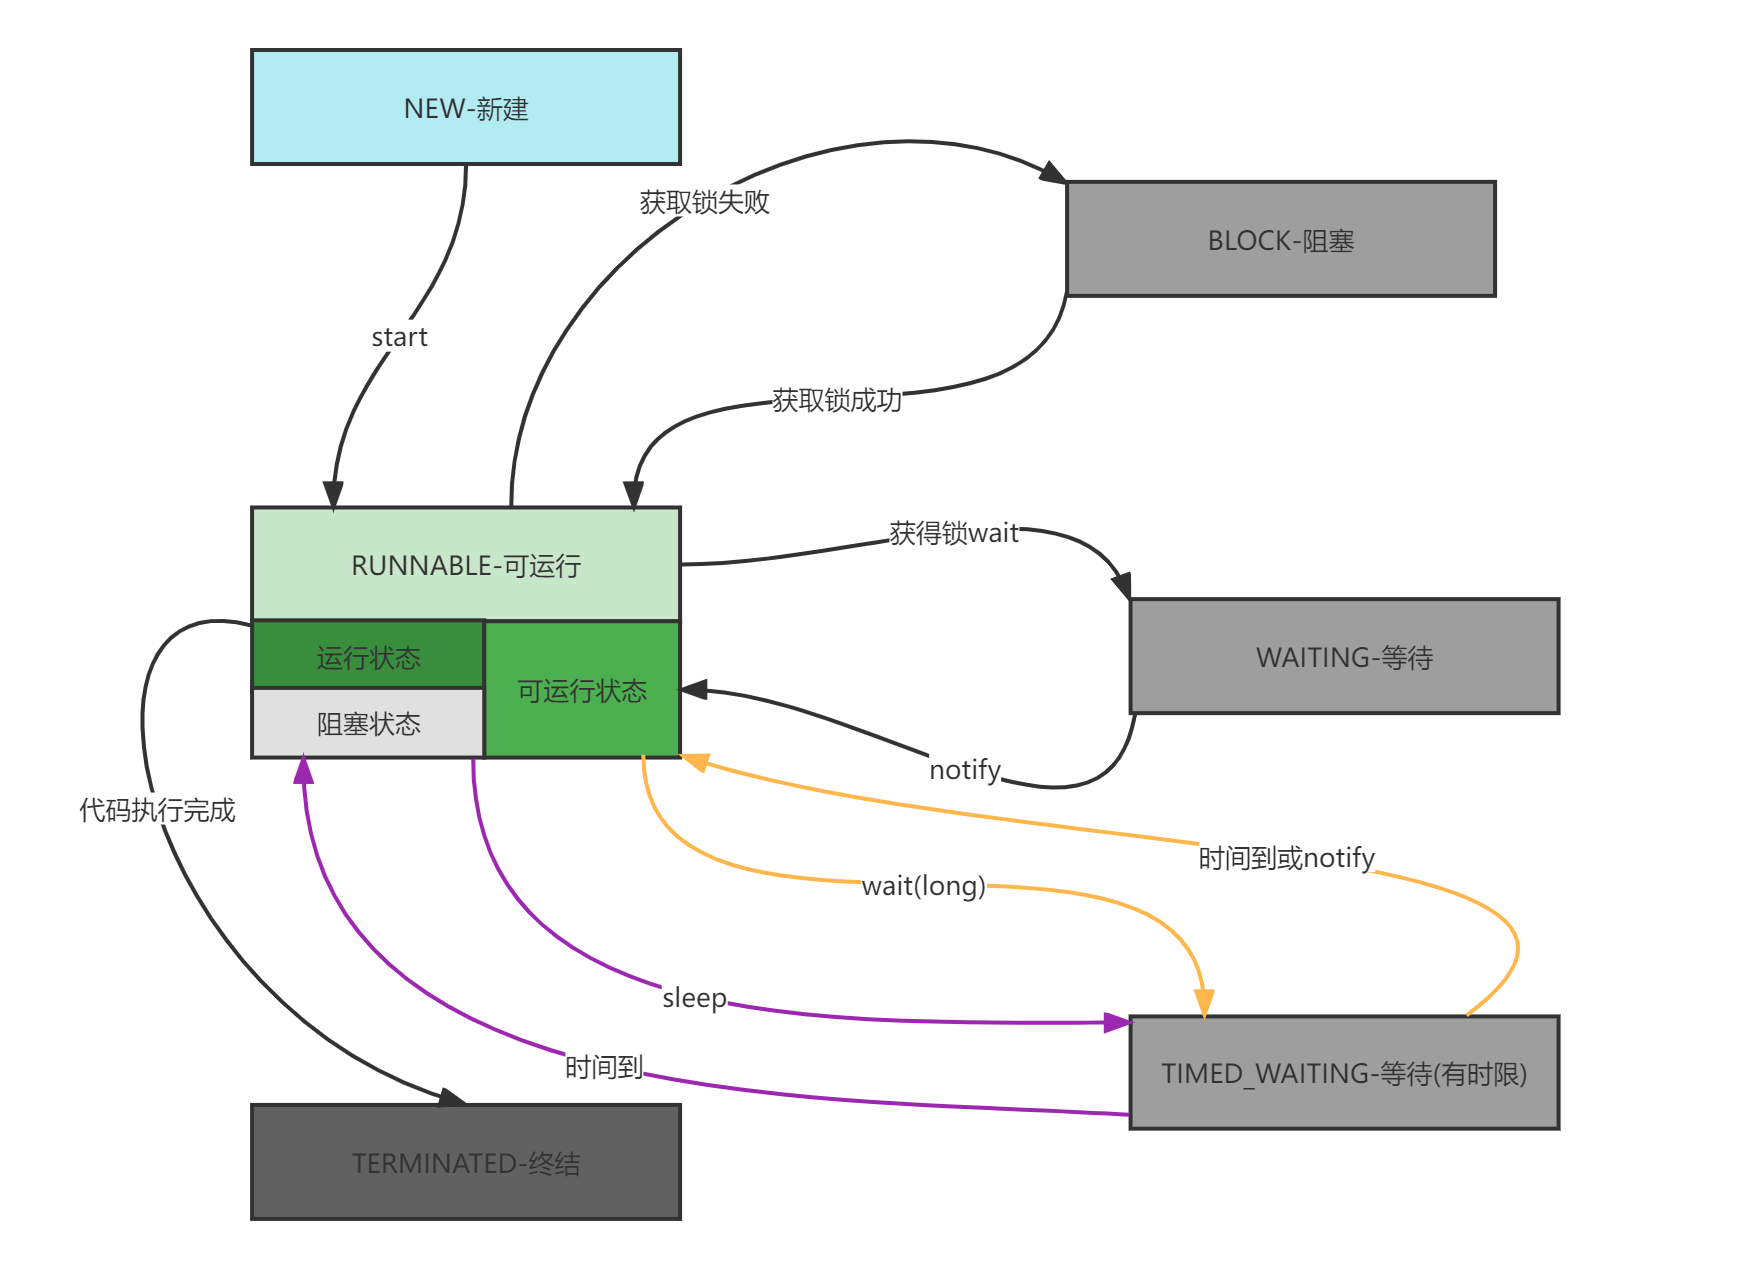 NEW-新建
获取锁失败
BLOCK-阻塞
start
获取锁成功
获得锁wait
RUNNABLE-可运行
运行状态
可运行状态
阻塞状态
WAITING-等待
notify
代码执行完成
时间到或notify
wait(long)
sleep
时间到
TIMED_WAITING-等待(有时限)
TERMINATED-终结